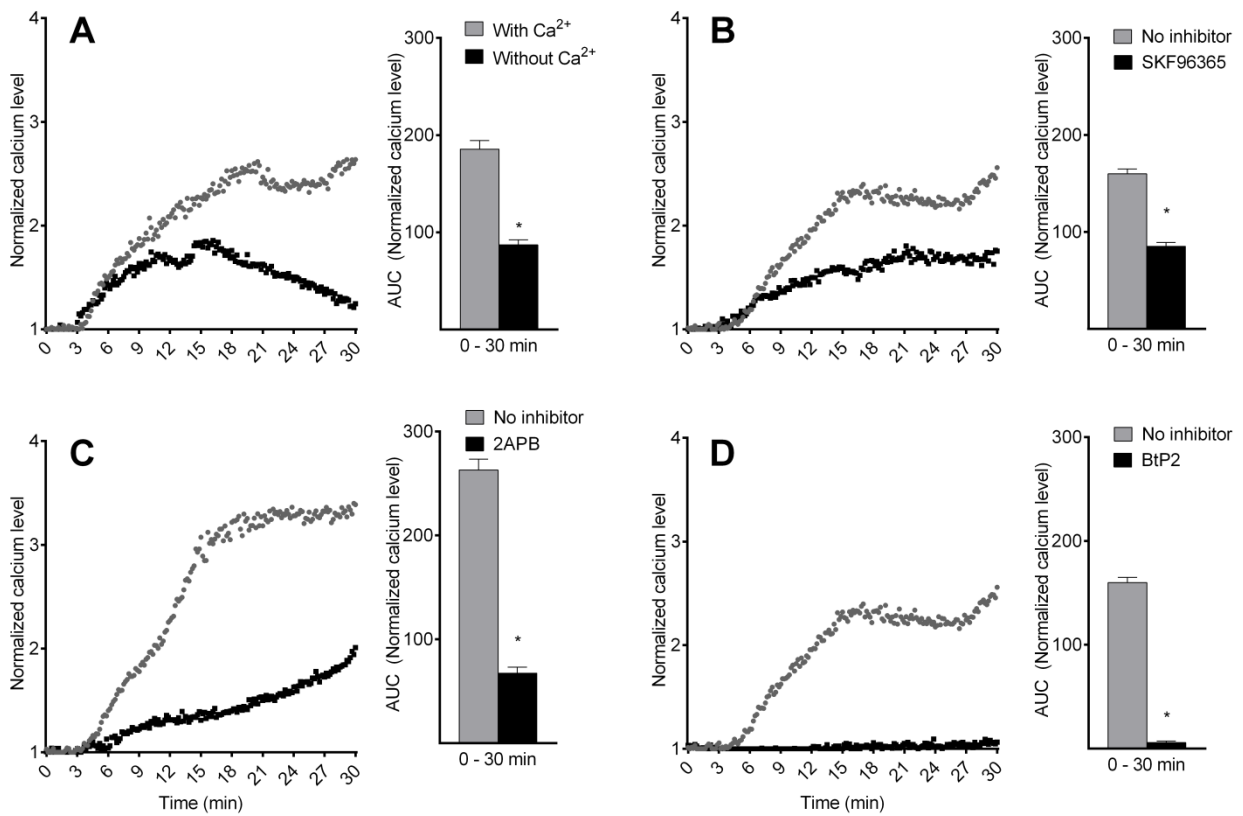 A
Normalized calcium level
4
3
2
1
0 3 6 9 12 15 18 21 24 27 30
With Ca²⁺
Without Ca²⁺
AUC (Normalized calcium level)
300
200
100
*
0 - 30 min
B
Normalized calcium level
4
3
2
1
0 3 6 9 12 15 18 21 24 27 30
No inhibitor
SKF96365
AUC (Normalized calcium level)
300
200
100
*
0 - 30 min
C
Normalized calcium level
4
3
2
1
0 3 6 9 12 15 18 21 24 27 30
Time (min)
No inhibitor
2APB
AUC (Normalized calcium level)
300
200
100
*
0 - 30 min
D
Normalized calcium level
4
3
2
1
0 3 6 9 12 15 18 21 24 27 30
Time (min)
No inhibitor
BtP2
AUC (Normalized calcium level)
300
200
100
*
0 - 30 min